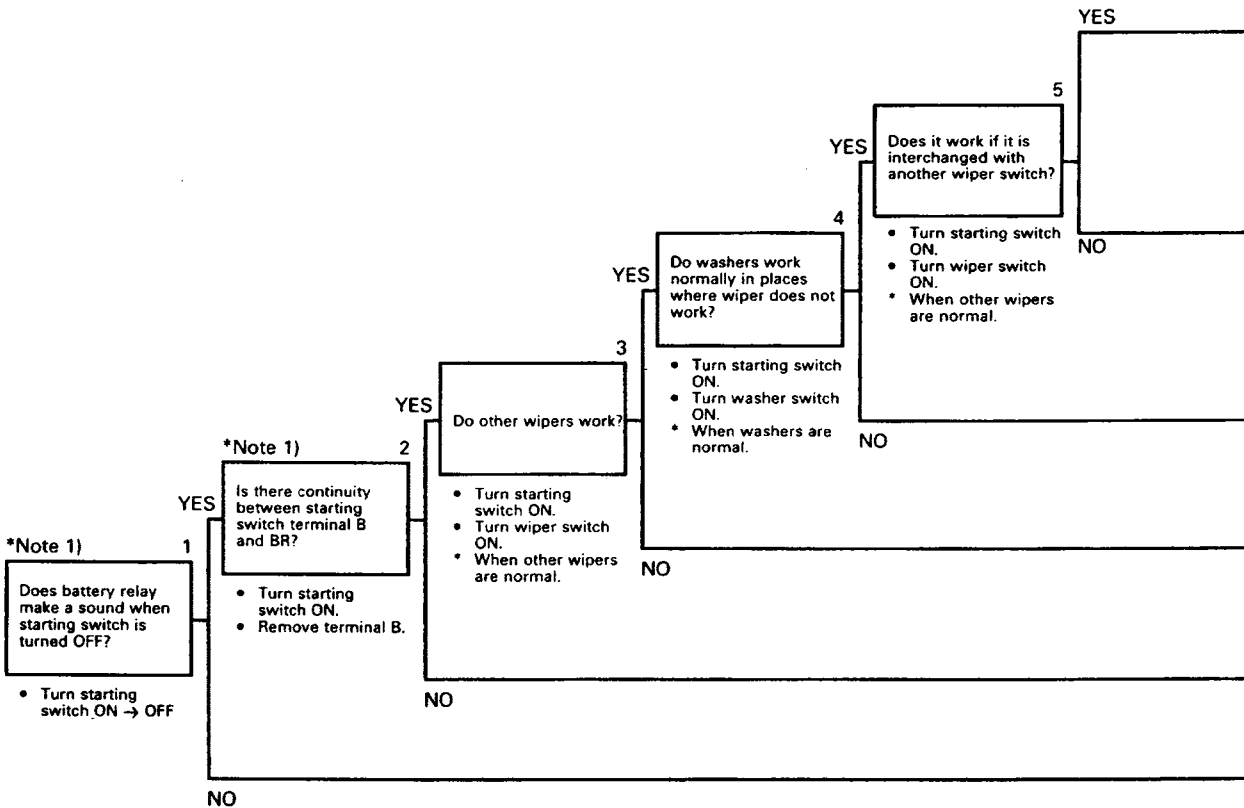 YES
5
Does it work if it is
interchanged with
another wiper switch?
• Turn starting switch
ON.
• Turn wiper switch
ON.
* When other wipers
are normal.
NO
YES
4
Do washers work
normally in places
where wiper does not
work?
• Turn starting switch
ON.
• Turn washer switch
ON.
* When washers are
normal.
NO
YES
3
Do other wipers work?
• Turn starting
switch ON.
• Turn wiper switch
ON.
* When other wipers
are normal.
NO
YES
*Note 1)
2
Is there continuity
between starting
switch terminal B
and BR?
• Turn starting
switch ON.
• Remove terminal B.
NO
YES
*Note 1)
1
Does battery relay
make a sound when
starting switch is
turned OFF?
• Turn starting
switch ON → OFF
NO